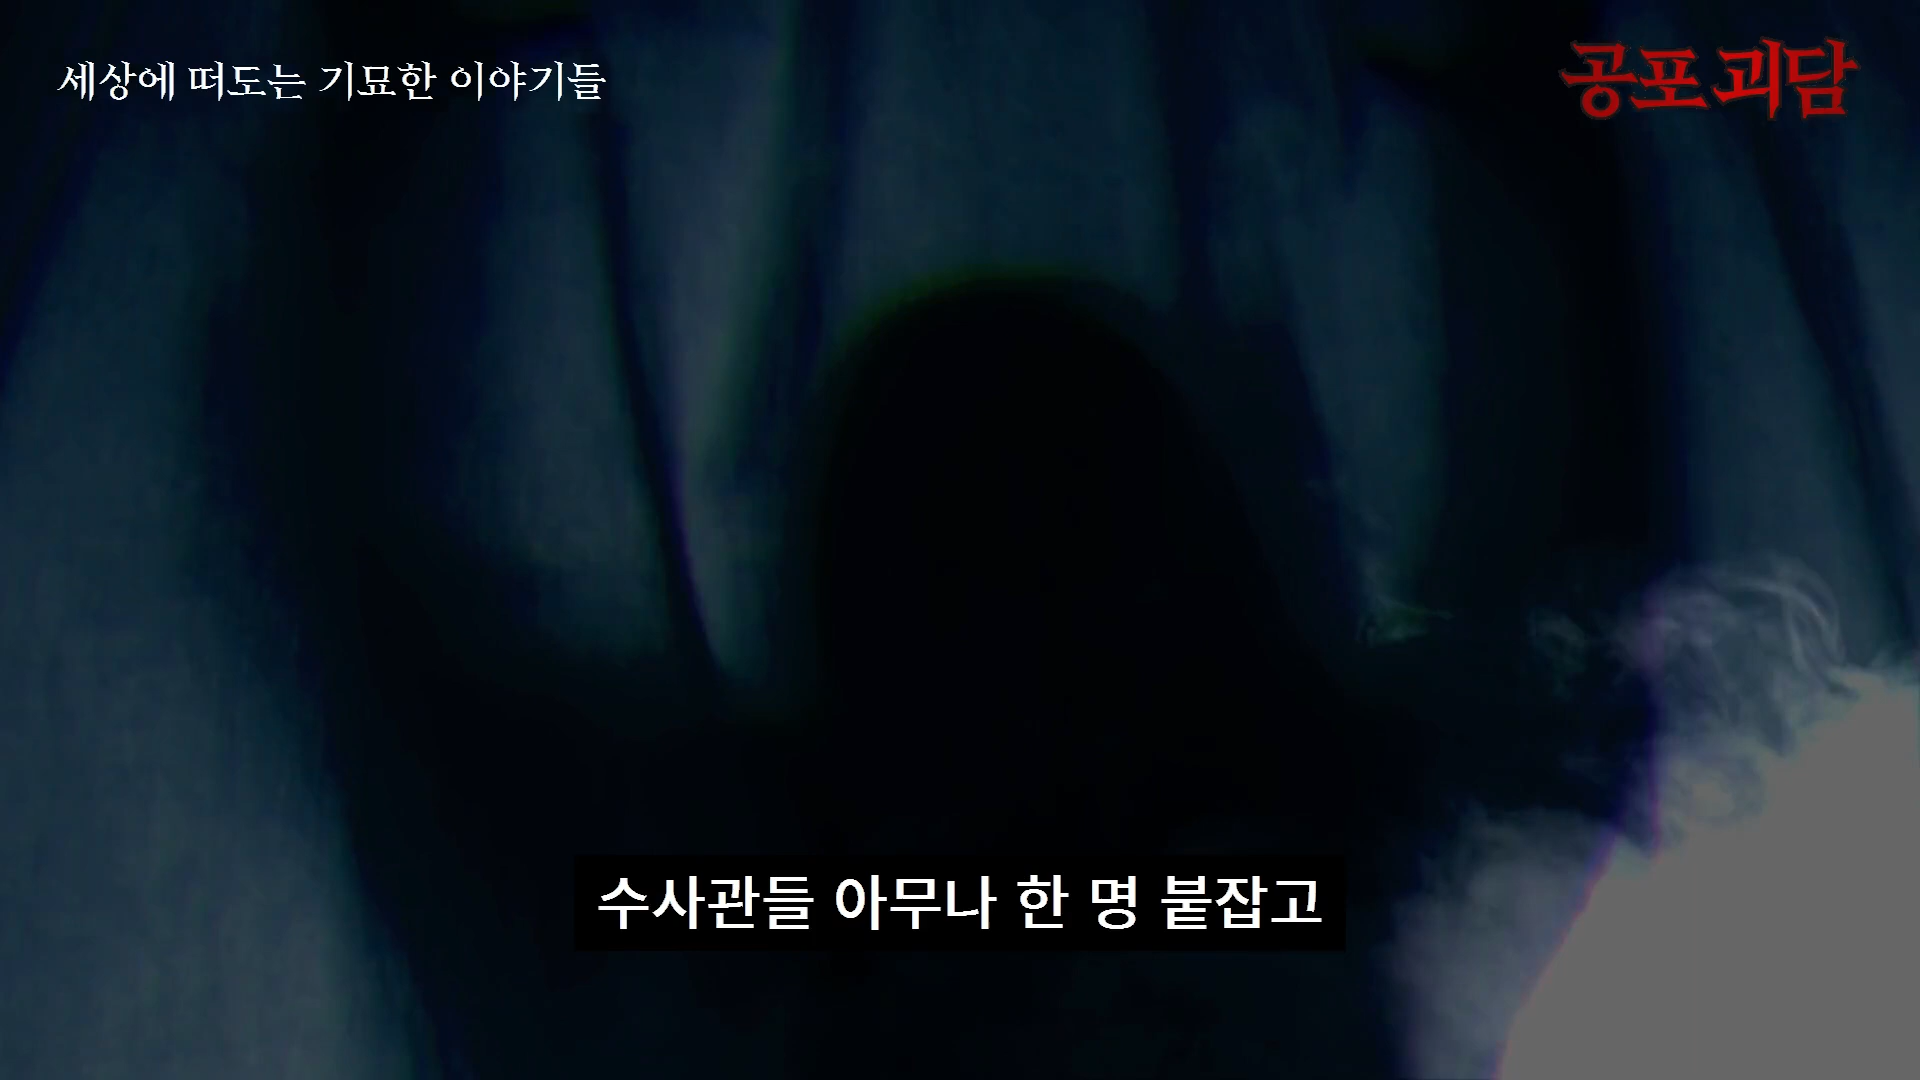 세상에 떠도는 기묘한 이야기들
공포 괴담
수사관들 아무나 한 명 붙잡고